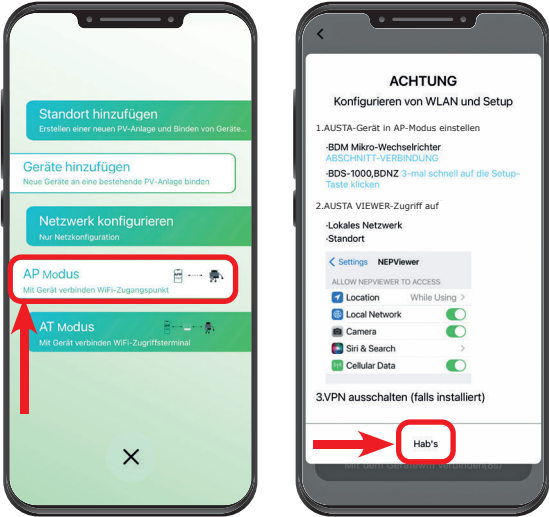 Standort hinzufügen
Erstellen einer neuen PV-Anlage und Binden von Geräte...
Geräte hinzufügen
Neue Geräte an eine bestehende PV-Anlage binden
Netzwerk konfigurieren
Nur Netzkonfiguration
AP Modus
Mit Gerät verbinden WiFi-Zugangspunkt
AT Modus
Mit Gerät verbinden WiFi-Zugriffsterminal
ACHTUNG
Konfigurieren von WLAN und Setup
1.AUSTA-Gerät in AP-Modus einstellen
·BDM Mikro-Wechselrichter
ABSCHNITT-VERBINDUNG
·BDS-1000,BDNZ 3-mal schnell auf die Setup-
Taste klicken
2.AUSTA VIEWER-Zugriff auf
·Lokales Netzwerk
·Standort
Settings NEPViewer
ALLOW NEPVIEWER TO ACCESS
Location While Using
Local Network
Camera
Siri & Search
Cellular Data
3.VPN ausschalten (falls installiert)
Hab's